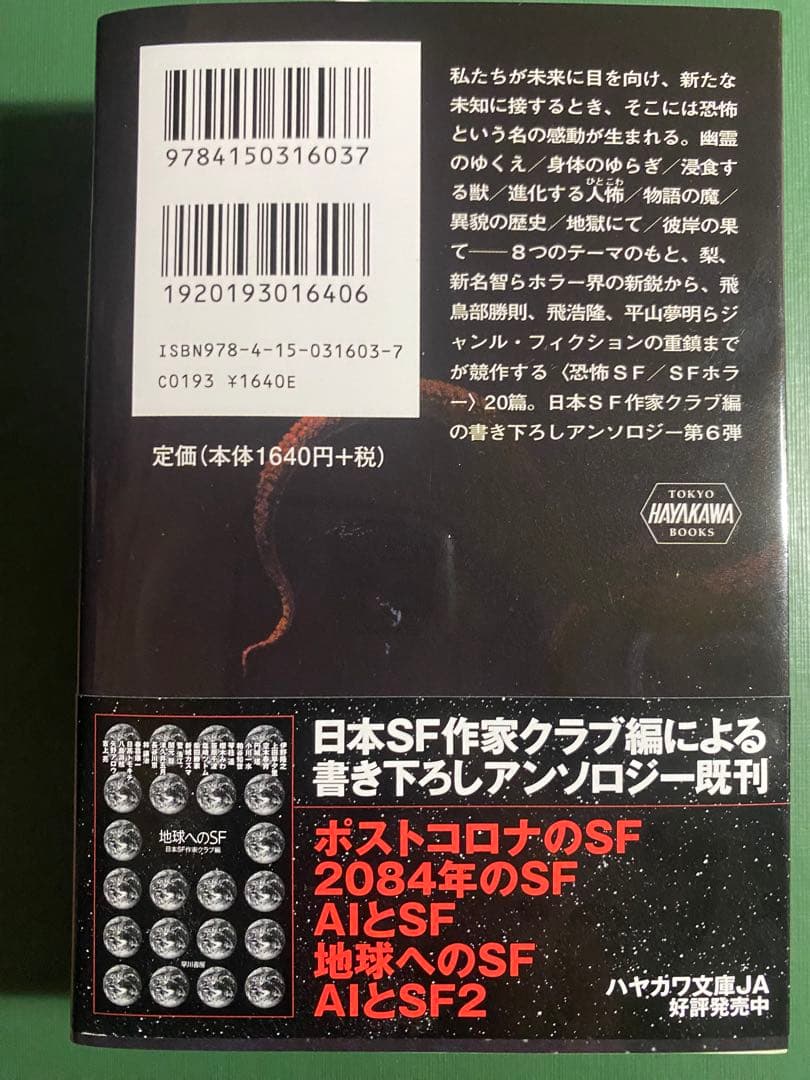 9784150316037
1920193016406
ISBN978-4-15-031603-7
C0193 ¥1640E
定価(本体1640円+税)
私たちが未来に目を向け、新たな
未知に接するとき、そこには恐怖
という名の感動が生まれる。幽霊
のゆくえ/身体のゆらぎ/浸食す
る獣/進化する人怖/物語の魔/
ひとこわ
異貌の歴史/地獄にて/彼岸の果
て——8つのテーマのもと、梨、
新名智らホラー界の新鋭から、飛
鳥部勝則、飛浩隆、平山夢明らジ
ャンル・フィクションの重鎮まで
が競作する〈恐怖SF/SFホラ
ー〉20篇。日本SF作家クラブ編
の書き下ろしアンソロジー第6弾
TOKYO
HAYAKAWA
BOOKS
日本SF作家クラブ編による
書き下ろしアンソロジー既刊
ポストコロナのSF
2084年のSF
AIとSF
地球へのSF
AIとSF2
ハヤカワ文庫JA
好評発売中
地球へのSF
日本SF作家クラブ編
早川書房